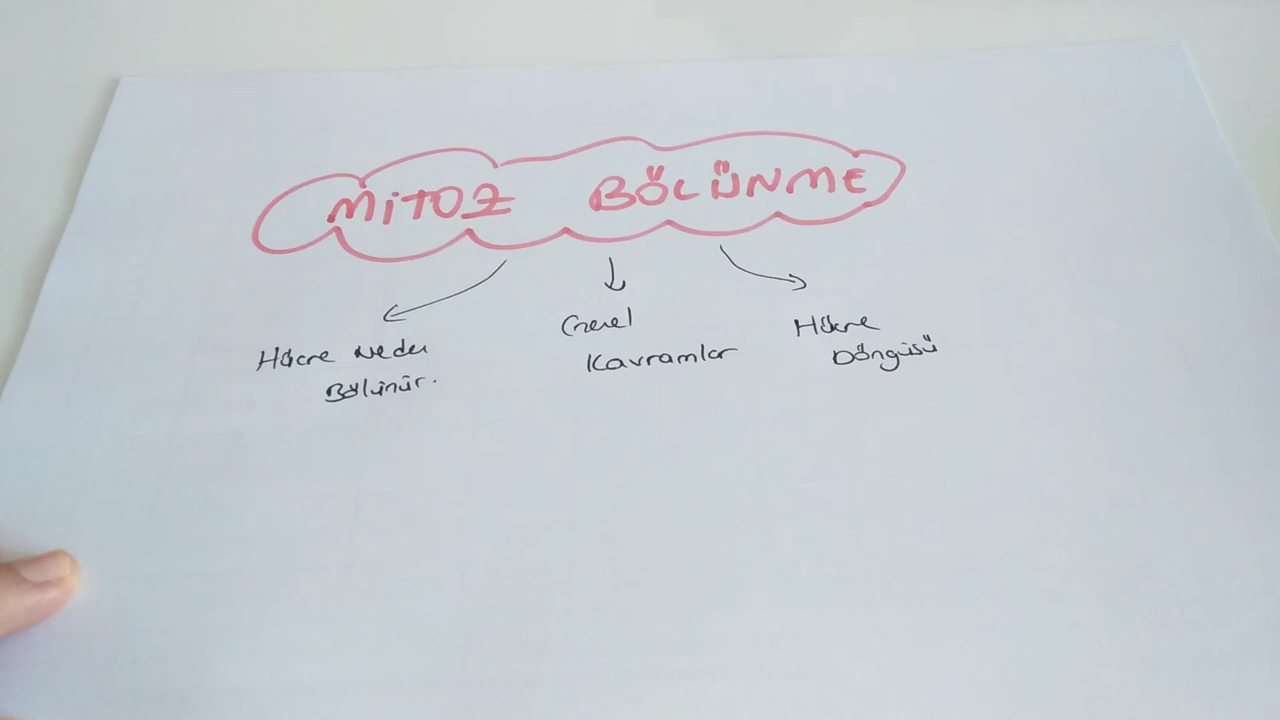 MİTOZ BÖLÜNME
Hücre Neden
Bölünür.
Genel
Kavramlar
Hücre
Döngüsü